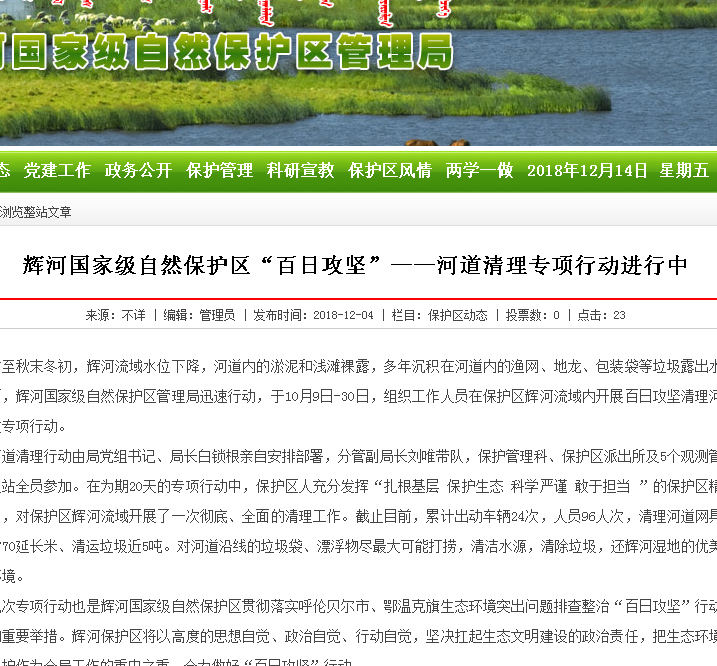 河国家级自然保护区管理局
态 党建工作 政务公开 保护管理 科研宣教 保护区风情 两学一做 2018年12月14日 星期五
浏览整站文章
辉河国家级自然保护区“百日攻坚”——河道清理专项行动进行中
来源：不详 | 编辑：管理员 | 发布时间：2018-12-04 | 栏目：保护区动态 | 投票数：0 | 点击：23
至秋末冬初，辉河流域水位下降，河道内的淤泥和浅滩裸露，多年沉积在河道内的渔网、地龙、包装袋等垃圾露出水
，辉河国家级自然保护区管理局迅速行动，于10月9日-30日，组织工作人员在保护区辉河流域内开展百日攻坚清理河
专项行动。
道清理行动由局党组书记、局长白锁根亲自安排部署，分管副局长刘唯带队，保护管理科、保护区派出所及5个观测管
站全员参加。在为期20天的专项行动中，保护区人充分发挥“扎根基层 保护生态 科学严谨 敢于担当 ”的保护区精
，对保护区辉河流域开展了一次彻底、全面的清理工作。截止目前，累计出动车辆24次，人员96人次，清理河道网具
70延长米、清运垃圾近5吨。对河道沿线的垃圾袋、漂浮物尽最大可能打捞，清洁水源，清除垃圾，还辉河湿地的优美
环境。
次专项行动也是辉河国家级自然保护区贯彻落实呼伦贝尔市、鄂温克旗生态环境突出问题排查整治“百日攻坚”行动
重要举措。辉河保护区将以高度的思想自觉、政治自觉、行动自觉，坚决扛起生态文明建设的政治责任，把生态环境
护作为全局工作的重中之重，全力做好“百日攻坚”行动